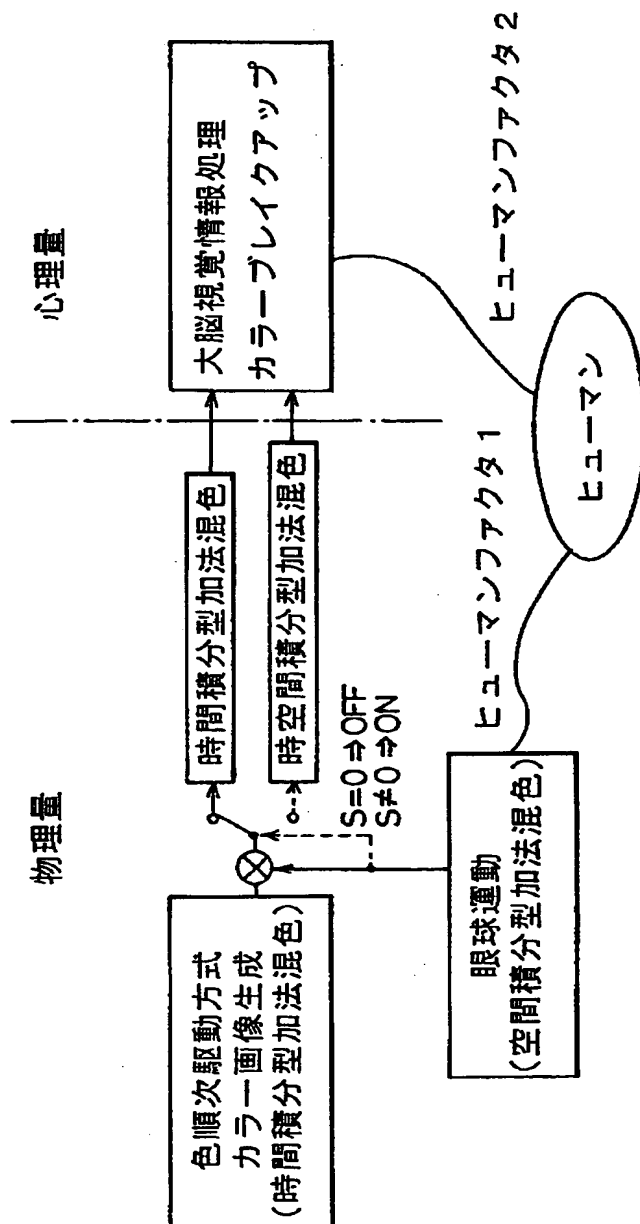 物理量
心理量
色順次駆動方式
カラー画像生成
(時間積分型加法混色)
時間積分型加法混色
時空間積分型加法混色
大脳視覚情報処理
カラーブレイクアップ
S=0⇒OFF
S≠0⇒ON
眼球運動
(空間積分型加法混色)
ヒューマンファクタ1
ヒューマンファクタ2
ヒューマン